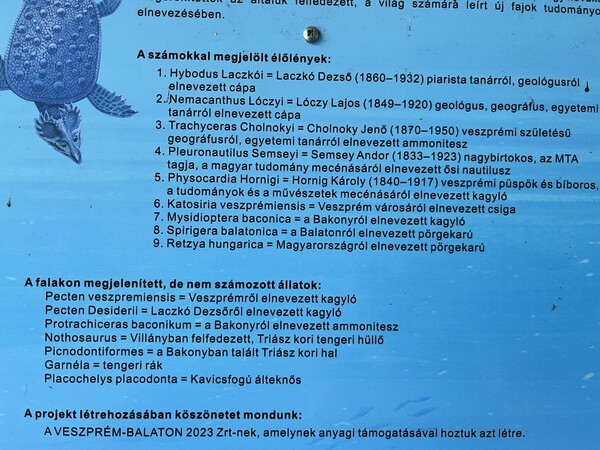 elnevezésében.
A számokkal megjelölt élőlények:
1. Hybodus Laczkói = Laczkó Dezső (1860–1932) piarista tanárról, geológusról
elnevezett cápa
2. Nemacanthus Lóczyi = Lóczy Lajos (1849–1920) geológus, geográfus, egyetemi
tanárról elnevezett cápa
3. Trachyceras Cholnokyi = Cholnoky Jenő (1870–1950) veszprémi születésű
geográfusról, egyetemi tanárról elnevezett ammonitesz
4. Pleuronautilus Semseyi = Semsey Andor (1833–1923) nagybirtokos, az MTA
tagja, a magyar tudomány mecénásáról elnevezett ősi nautilusz
5. Physocardia Hornigi = Hornig Károly (1840–1917) veszprémi püspök és bíboros,
a tudományok és a művészetek mecénásáról elnevezett kagyló
6. Katosiria veszprémiensis = Veszprém városáról elnevezett csiga
7. Mysidioptera baconica = a Bakonyról elnevezett kagyló
8. Spirigera balatonica = a Balatonról elnevezett pörgekarú
9. Retzya hungarica = Magyarországról elnevezett pörgekarú
A falakon megjelenített, de nem számozott állatok:
Pecten veszpremiensis = Veszprémről elnevezett kagyló
Pecten Desiderii = Laczkó Dezsőről elnevezett kagyló
Protrachiceras baconikum = a Bakonyról elnevezett ammonitesz
Nothosaurus = Villányban felfedezett, Triász kori tengeri hüllő
Picnodontiformes = a Bakonyban talált Triász kori hal
Garnéla = tengeri rák
Placochelys placodonta = Kavicsfogú álteknős
A projekt létrehozásában köszönetet mondunk:
A VESZPRÉM-BALATON 2023 Zrt-nek, amelynek anyagi támogatásával hoztuk azt létre.